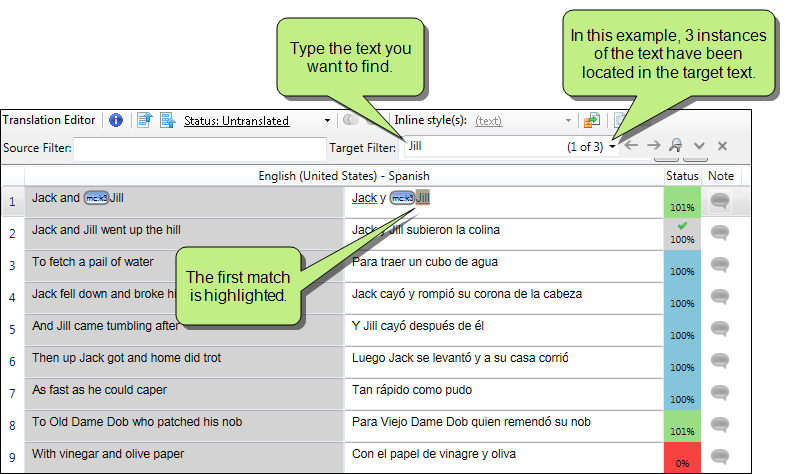 Type the text you
want to find.
In this example, 3 instances
of the text have been
located in the target text.
Translation Editor Status: Untranslated Inline style(s): (text)
Source Filter: Target Filter: Jill (1 of 3)
English (United States) - Spanish Status Note
1 Jack and mc:k3 Jill Jack y mc:k3 Jill 101%
2 Jack and Jill went up the hill Jack y Jill subieron la colina 100%
The first match
is highlighted.
3 To fetch a pail of water Para traer un cubo de agua 100%
4 Jack fell down and broke hi Jack cayó y rompió su corona de la cabeza 100%
5 And Jill came tumbling after Y Jill cayó después de él 100%
6 Then up Jack got and home did trot Luego Jack se levantó y a su casa corrió 100%
7 As fast as he could caper Tan rápido como pudo 100%
8 To Old Dame Dob who patched his nob Para Viejo Dame Dob quien remendó su nob 101%
9 With vinegar and olive paper Con el papel de vinagre y oliva 0%